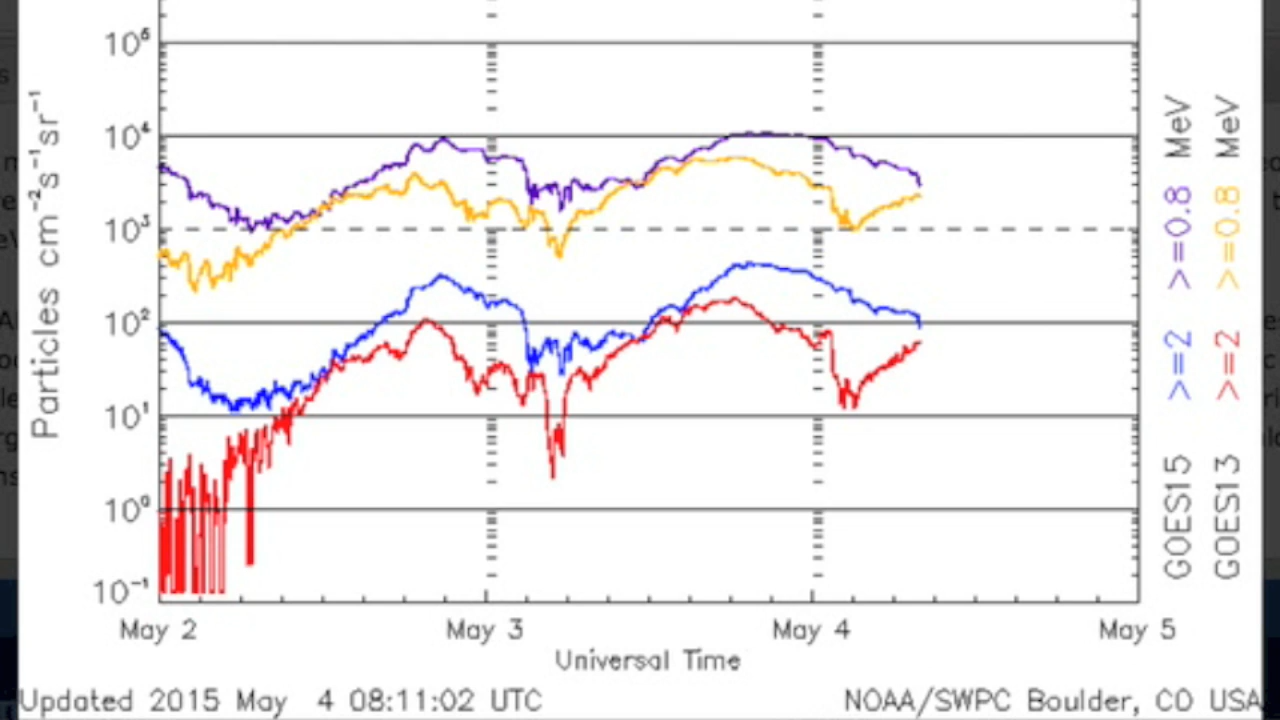 10⁶
10⁴
10³
10²
10¹
10⁰
10⁻¹
Particles cm⁻²s⁻¹sr⁻¹
May 2 May 3 May 4 May 5
Universal Time
Updated 2015 May 4 08:11:02 UTC
NOAA/SWPC Boulder, CO USA
GOES15 >=2 >=0.8 MeV
GOES13 >=2 >=0.8 MeV